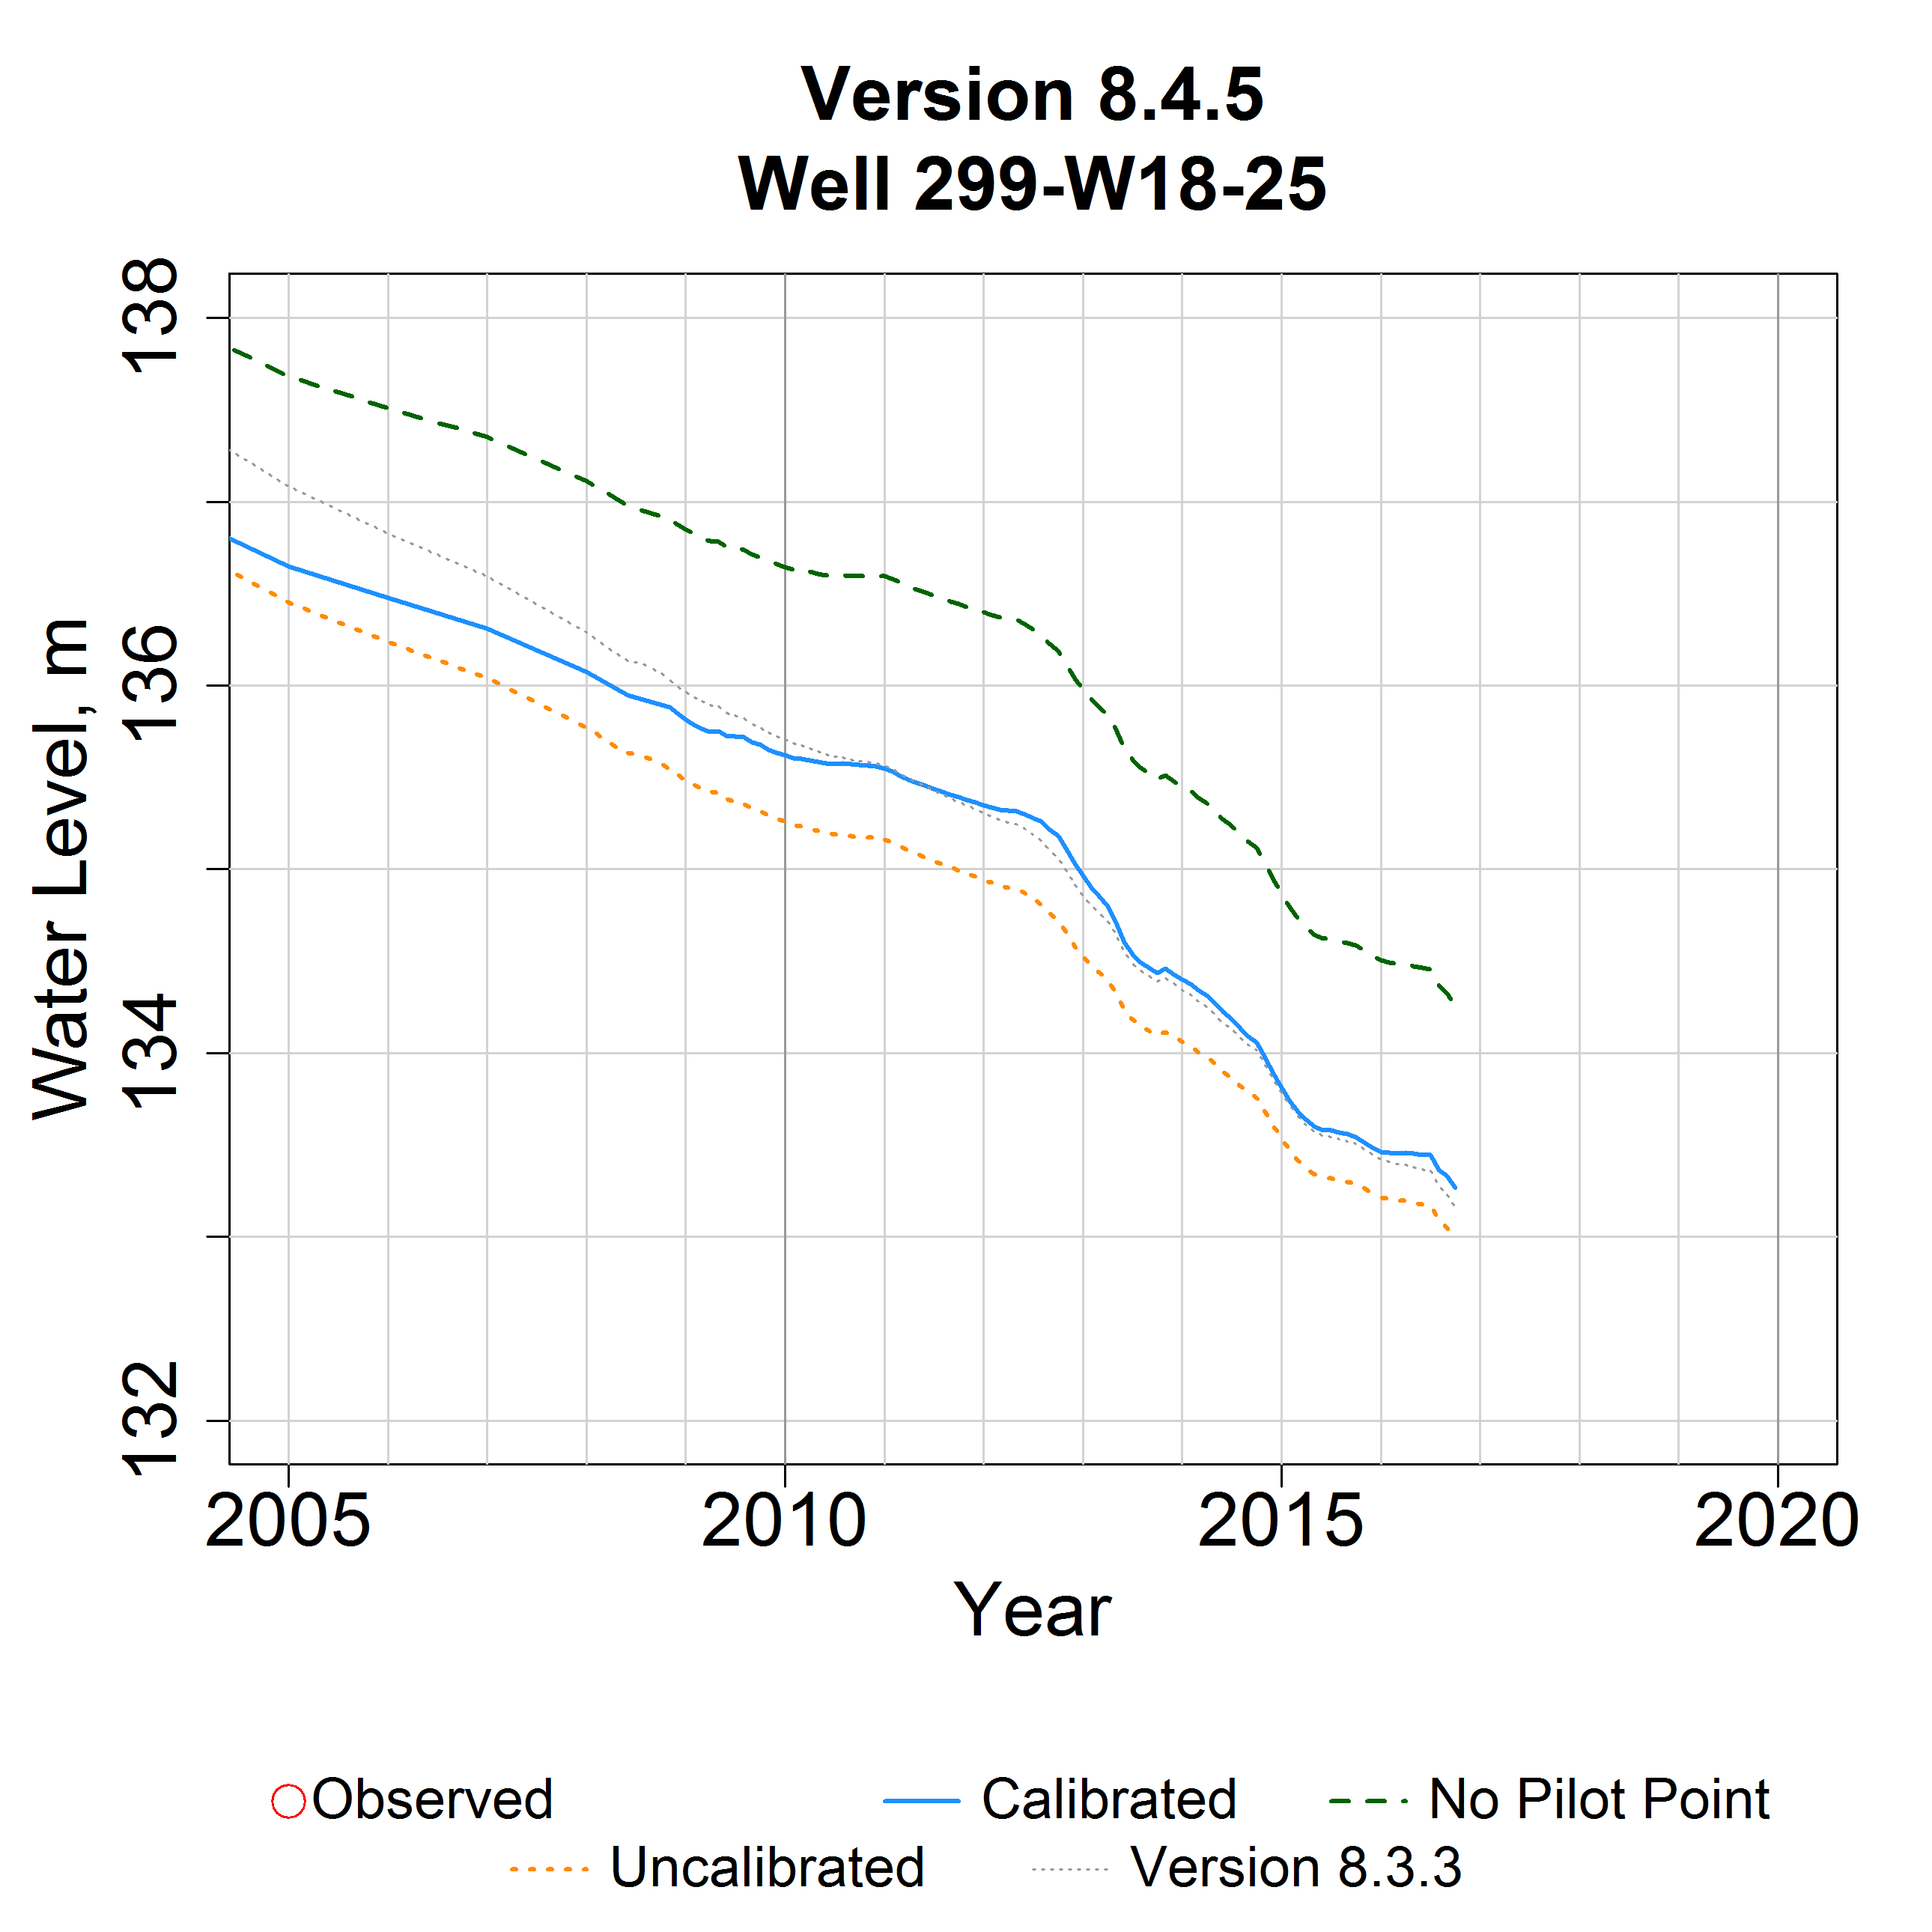 Version 8.4.5
Well 299-W18-25
Water Level, m
138
136
134
132
2005 2010 2015 2020
Year
Observed Calibrated No Pilot Point
Uncalibrated Version 8.3.3